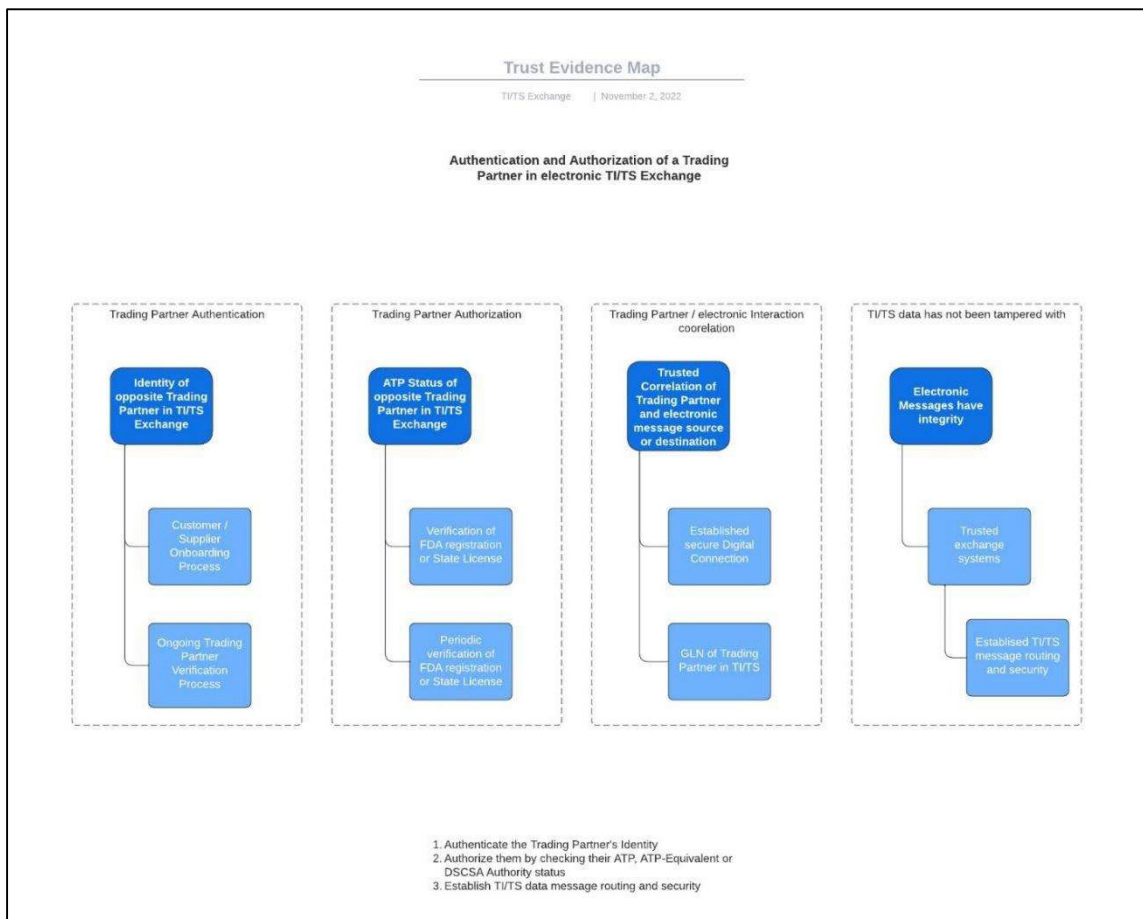 Trust Evidence Map
TI/TS Exchange | November 2, 2022
Authentication and Authorization of a Trading
Partner in electronic TI/TS Exchange
Trading Partner Authentication
Identity of
opposite Trading
Partner in TI/TS
Exchange
Customer /
Supplier
Onboarding
Process
Ongoing Trading
Partner
Verification
Process
Trading Partner Authorization
ATP Status of
opposite Trading
Partner in TI/TS
Exchange
Verification of
FDA registration
or State License
Periodic
verification of
FDA registration
or State License
Trading Partner / electronic Interaction
coorelation
Trusted
Correlation of
Trading Partner
and electronic
message source
or destination
Established
secure Digital
Connection
GLN of Trading
Partner in TI/TS
TI/TS data has not been tampered with
Electronic
Messages have
integrity
Trusted
exchange
systems
Establised TI/TS
message routing
and security
1. Authenticate the Trading Partner's Identity
2. Authorize them by checking their ATP, ATP-Equivalent or
DSCSA Authority status
3. Establish TI/TS data message routing and security